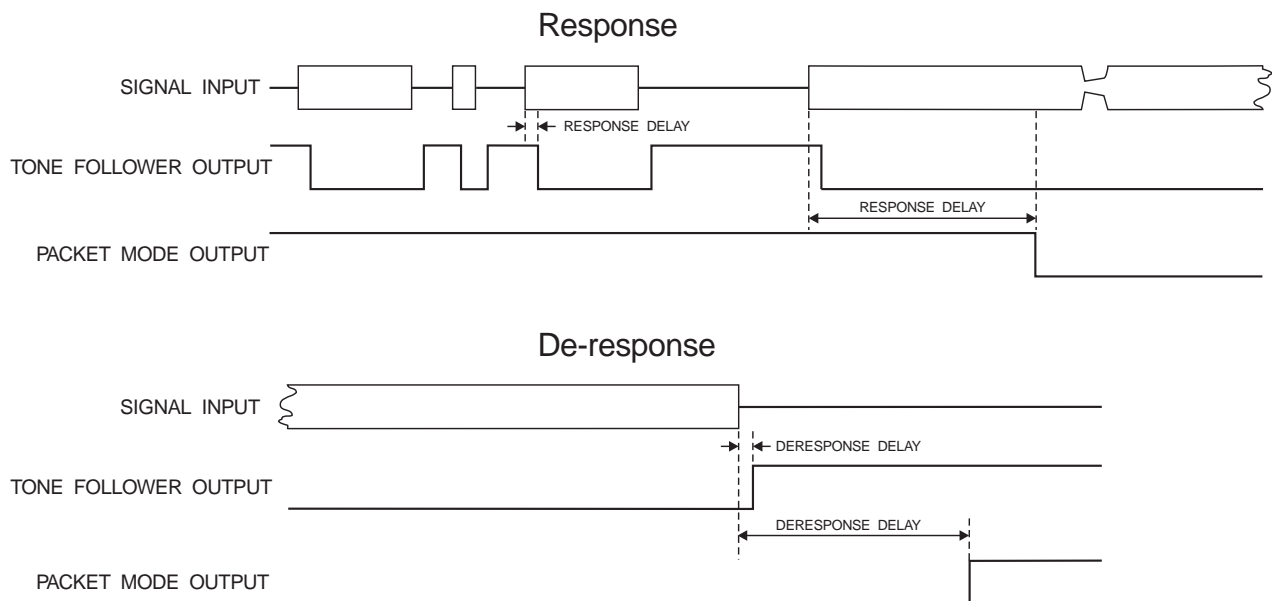 Response
SIGNAL INPUT
RESPONSE DELAY
TONE FOLLOWER OUTPUT
RESPONSE DELAY
PACKET MODE OUTPUT
De-response
SIGNAL INPUT
DERESPONSE DELAY
TONE FOLLOWER OUTPUT
DERESPONSE DELAY
PACKET MODE OUTPUT